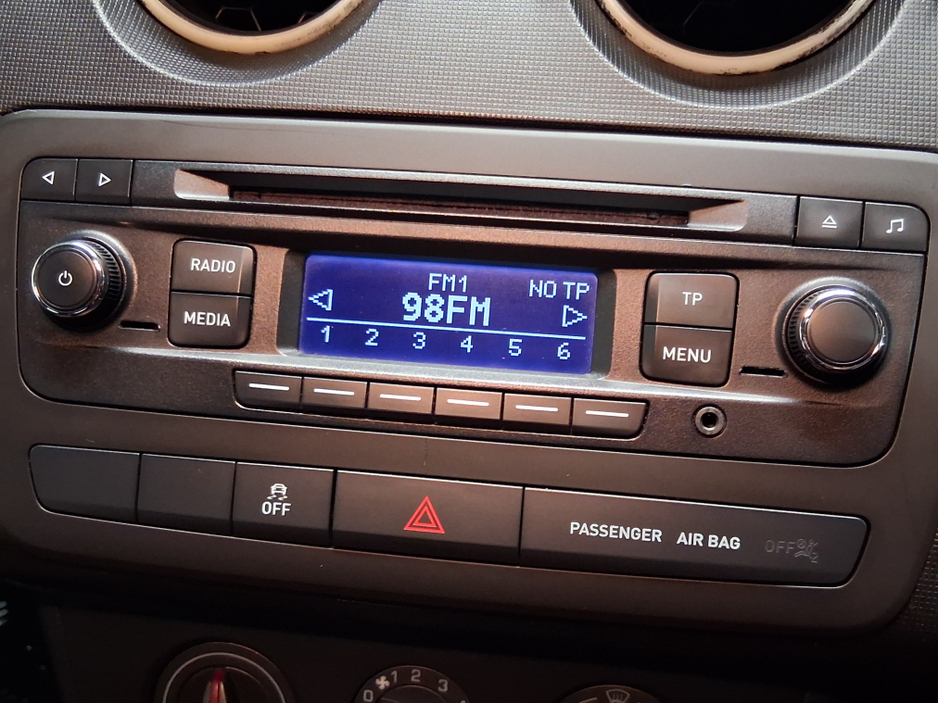 RADIO
MEDIA
FM1
NO TP
98FM
1 2 3 4 5 6
TP
MENU
OFF
PASSENGER AIR BAG OFF
0 1 2 3